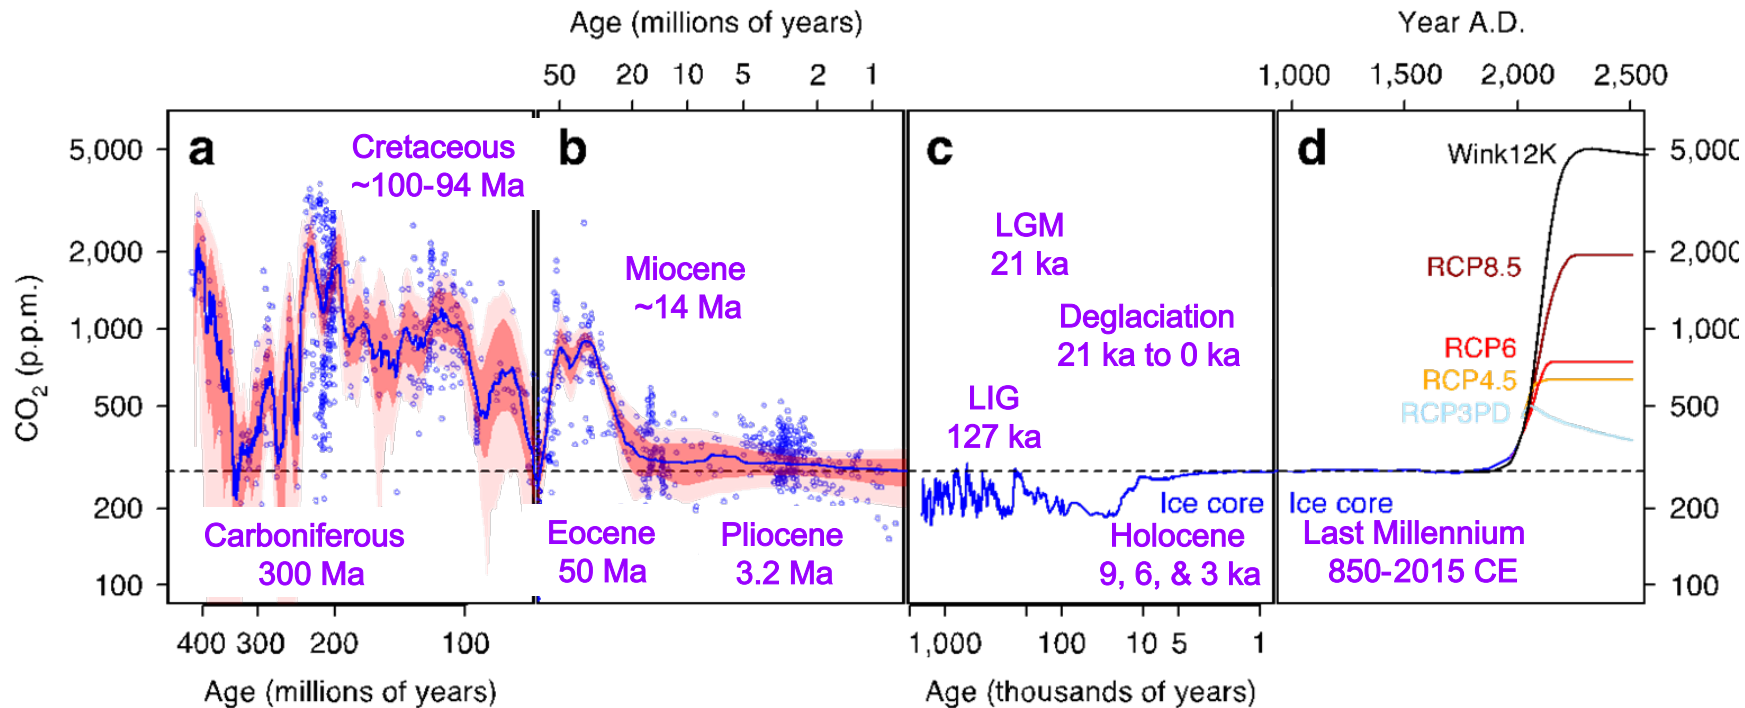 Age (millions of years)
Year A.D.
50 20 10 5 2 1
1,000 1,500 2,000 2,500
CO2 (p.p.m.)
5,000
2,000
1,000
500
200
100
a
Cretaceous
~100-94 Ma
Carboniferous
300 Ma
b
Miocene
~14 Ma
Eocene
50 Ma
Pliocene
3.2 Ma
c
LGM
21 ka
Deglaciation
21 ka to 0 ka
LIG
127 ka
Ice core
Holocene
9, 6, & 3 ka
d
Wink12K
RCP8.5
RCP6
RCP4.5
RCP3PD
Ice core
Last Millennium
850-2015 CE
5,000
2,000
1,000
500
200
100
400 300 200 100
1,000 100 10 5 1
Age (millions of years)
Age (thousands of years)